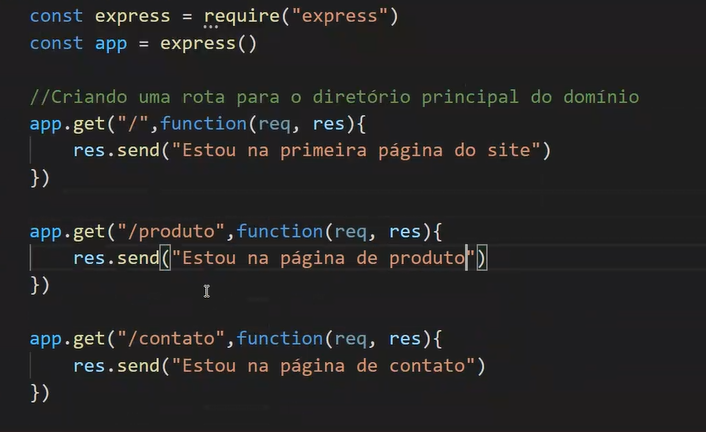 const express = require("express")
const app = express()
//Criando uma rota para o diretório principal do domínio
app.get("/",function(req, res){
res.send("Estou na primeira página do site")
})
app.get("/produto",function(req, res){
res.send("Estou na página de produto")
})
app.get("/contato",function(req, res){
res.send("Estou na página de contato")
})